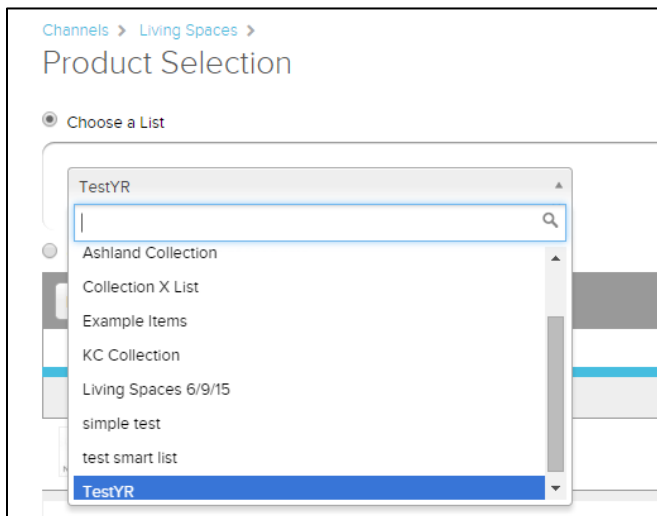 Channels > Living Spaces >
Product Selection
Choose a List
TestYR
Ashland Collection
Collection X List
Example Items
KC Collection
Living Spaces 6/9/15
simple test
test smart list
TestYR